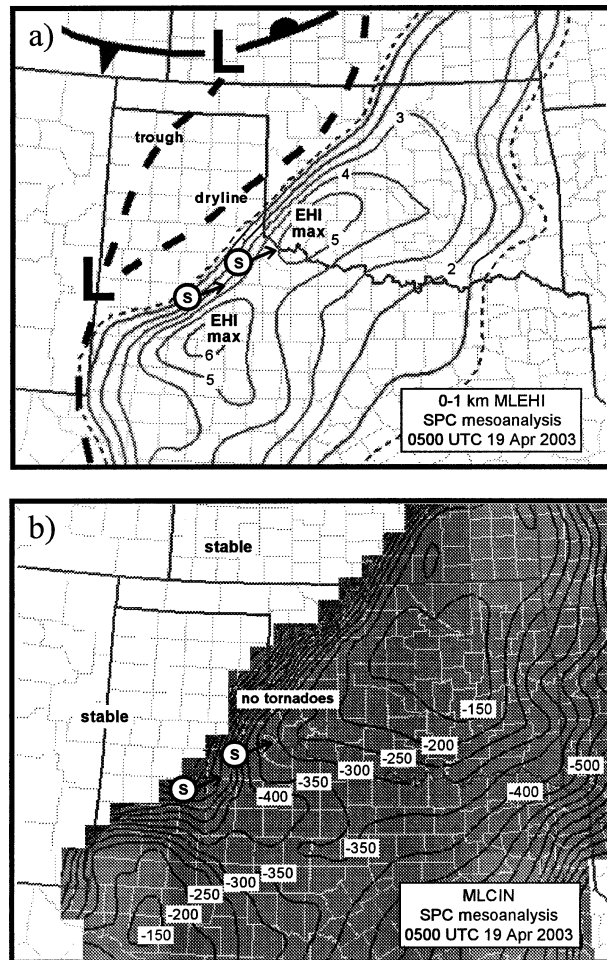 a)
L
trough
dryline
L
3
4
EHI
max
5
2
S
S
EHI
max
6
5
0-1 km MLEHI
SPC mesoanalysis
0500 UTC 19 Apr 2003
b)
stable
no tornadoes
stable
-150
-200
-250
-300
-350
-400
-500
-400
-350
S
S
-350
-300
-250
-200
-150
MLCIN
SPC mesoanalysis
0500 UTC 19 Apr 2003